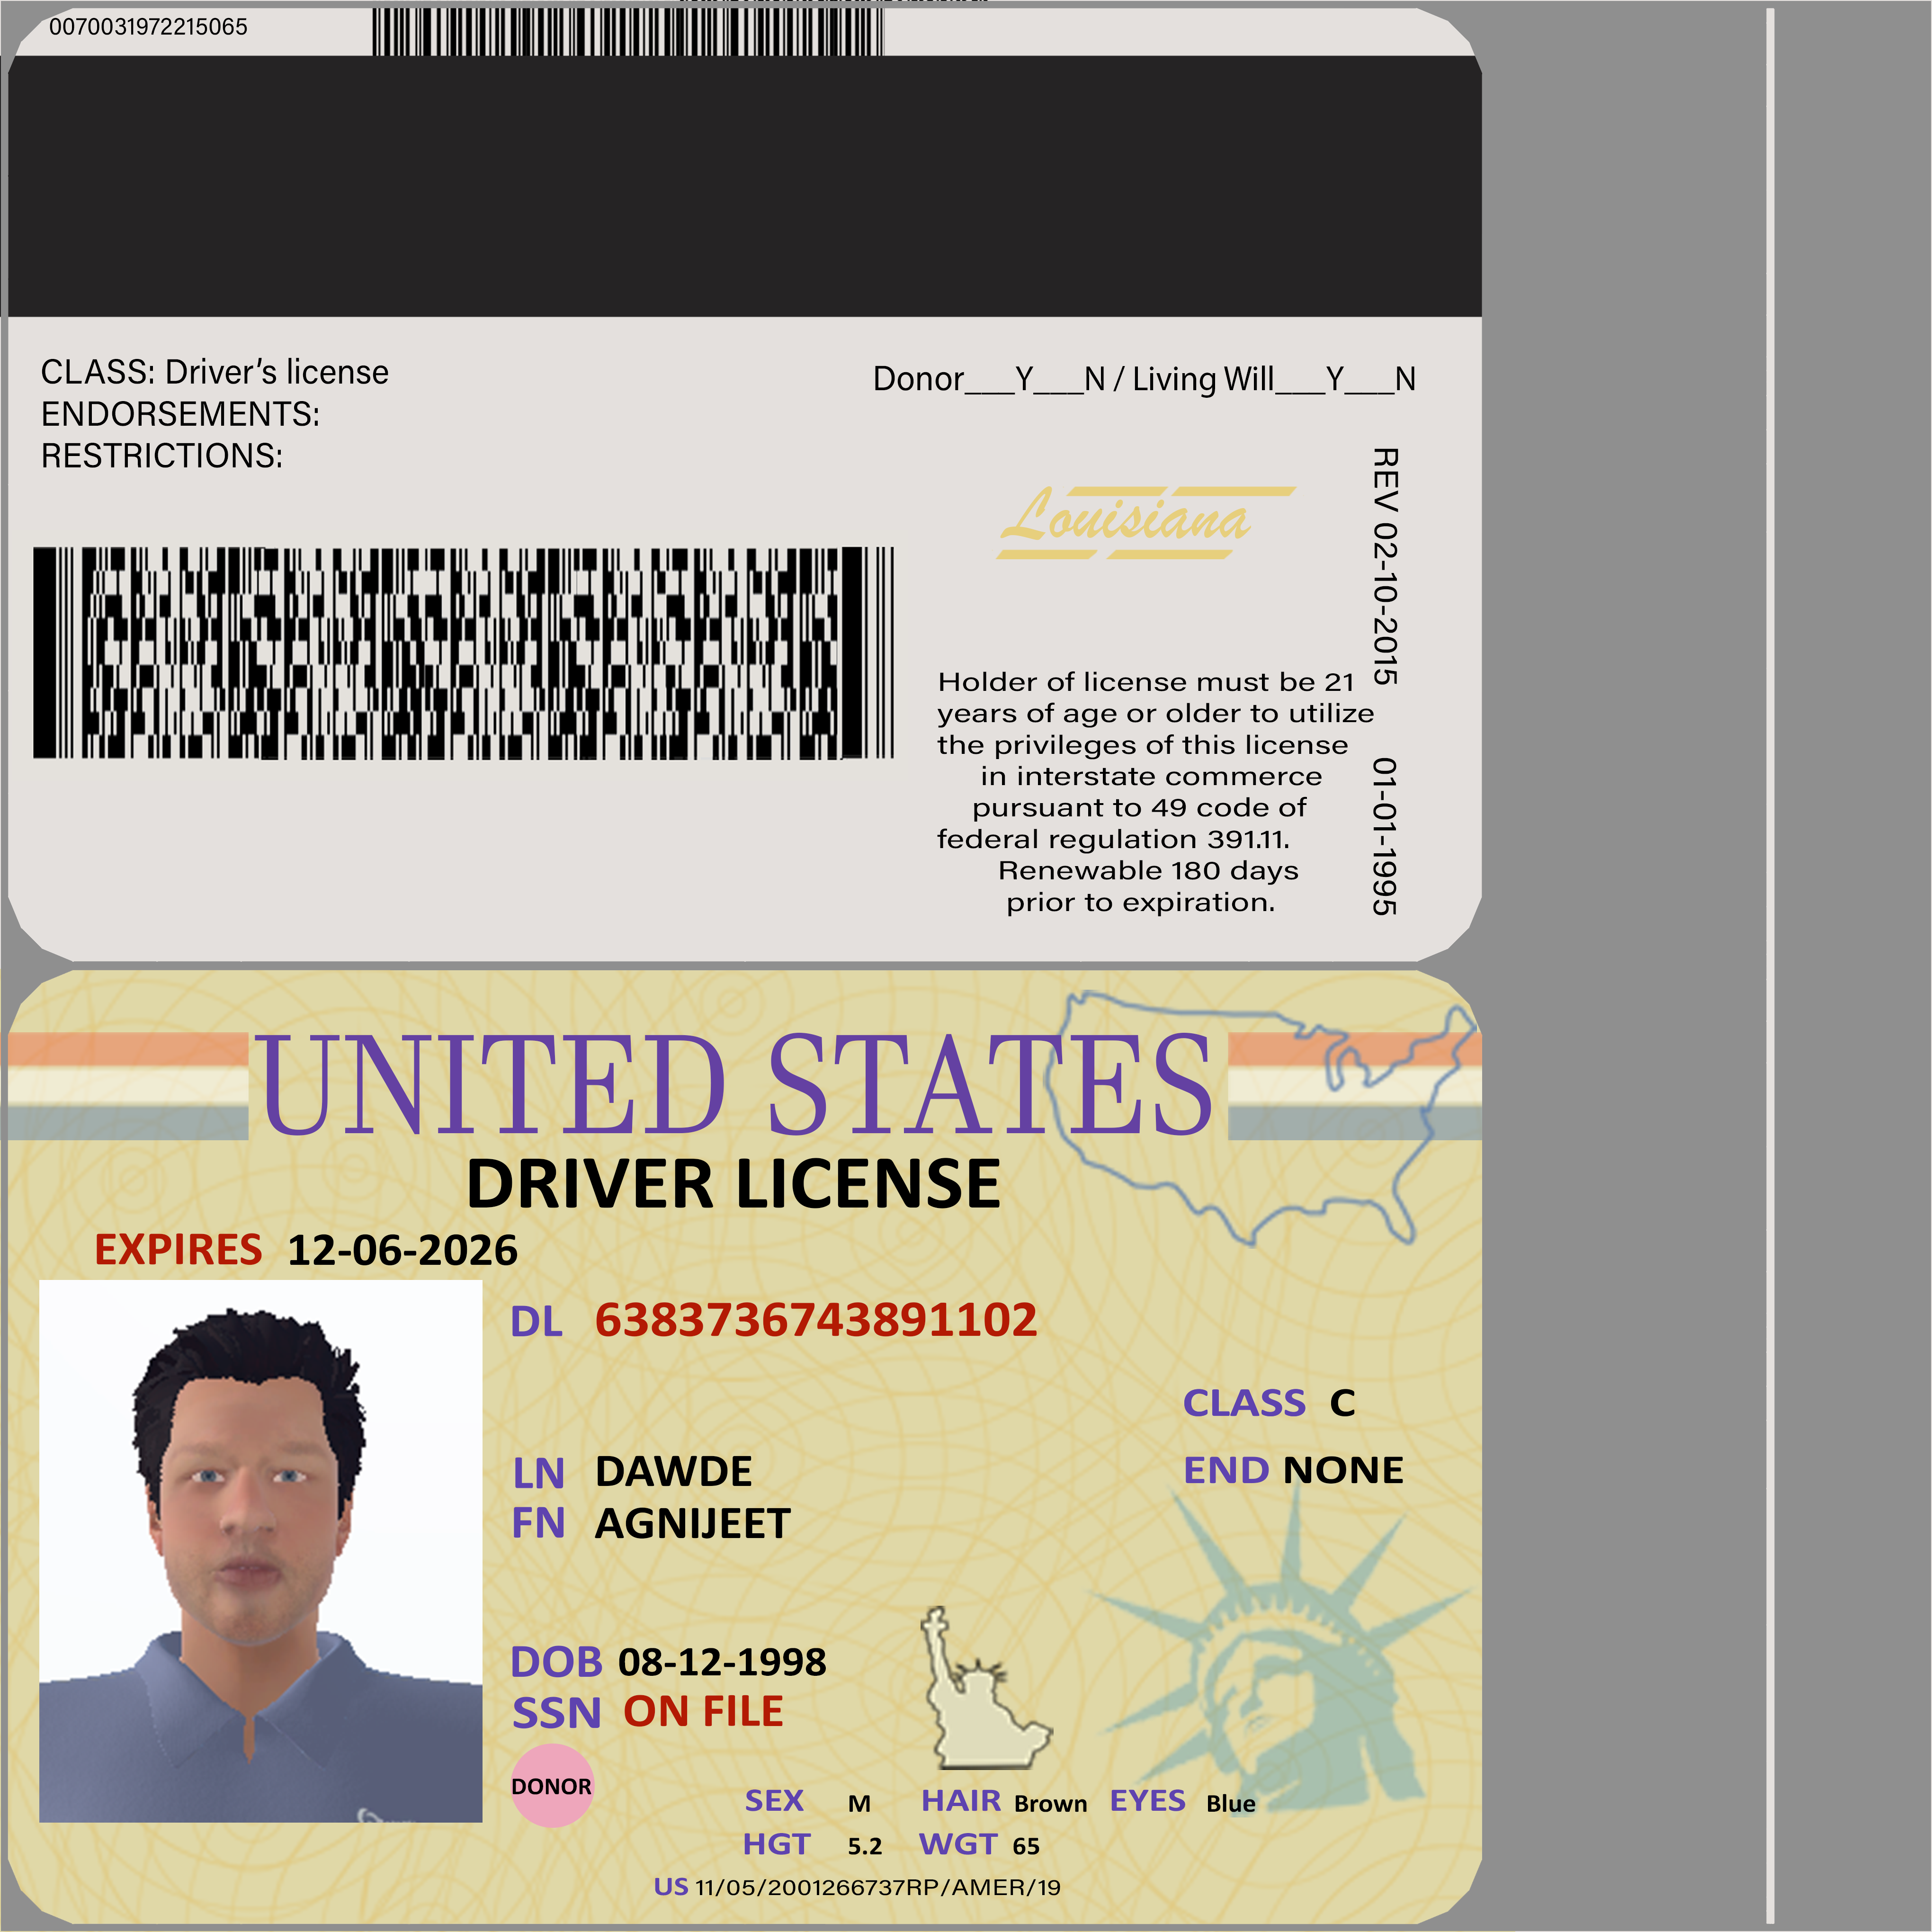 0070031972215065
CLASS: Driver's license
ENDORSEMENTS:
RESTRICTIONS:
Donor___Y___N / Living Will___Y___N
Louisiana
REV 02-10-2015 01-01-1995
Holder of license must be 21
years of age or older to utilize
the privileges of this license
in interstate commerce
pursuant to 49 code of
federal regulation 391.11.
Renewable 180 days
prior to expiration.
UNITED STATES
DRIVER LICENSE
EXPIRES 12-06-2026
DL 6383736743891102
CLASS C
END NONE
LN DAWDE
FN AGNIJEET
DOB 08-12-1998
SSN ON FILE
DONOR
SEX M HAIR Brown EYES Blue
HGT 5.2 WGT 65
US 11/05/2001266737RP/AMER/19